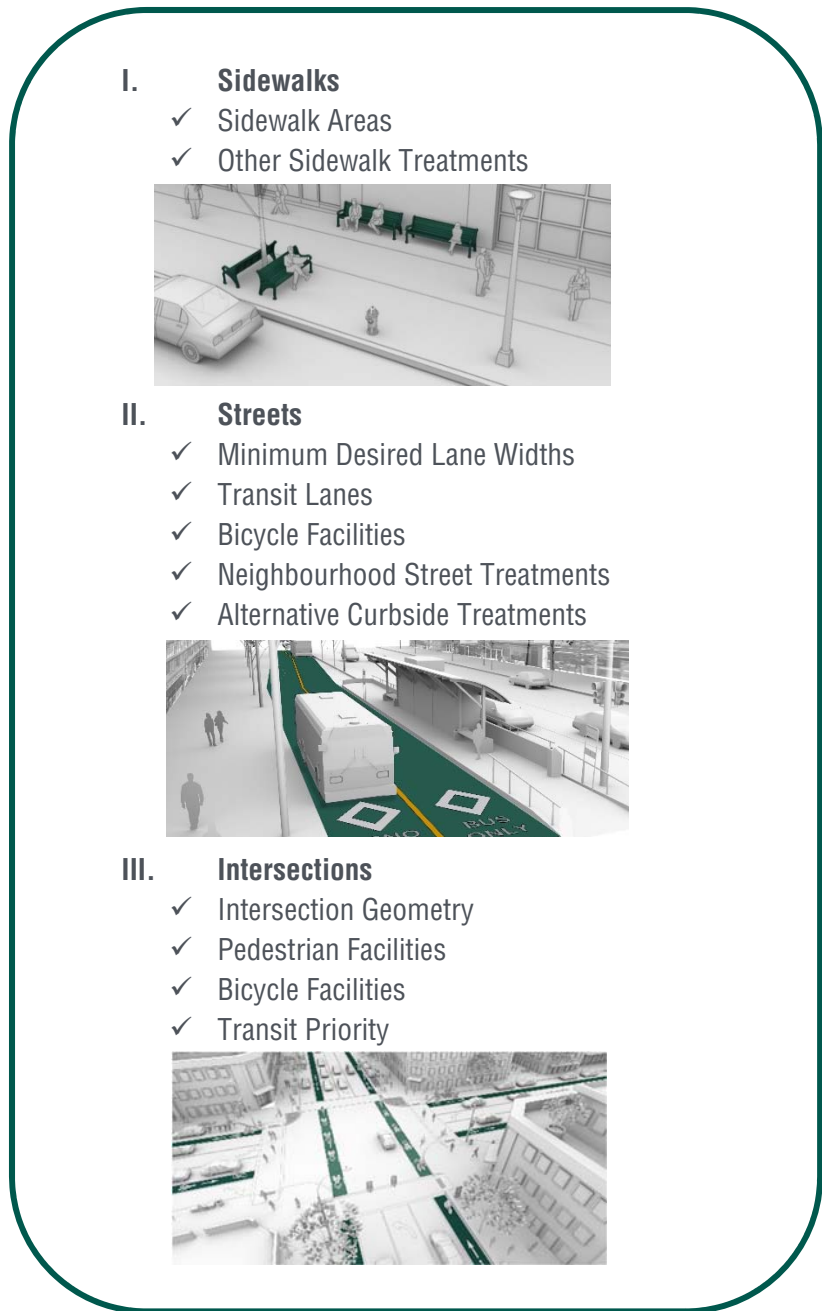 I. Sidewalks
✓ Sidewalk Areas
✓ Other Sidewalk Treatments
II. Streets
✓ Minimum Desired Lane Widths
✓ Transit Lanes
✓ Bicycle Facilities
✓ Neighbourhood Street Treatments
✓ Alternative Curbside Treatments
BUS
ONLY
III. Intersections
✓ Intersection Geometry
✓ Pedestrian Facilities
✓ Bicycle Facilities
✓ Transit Priority